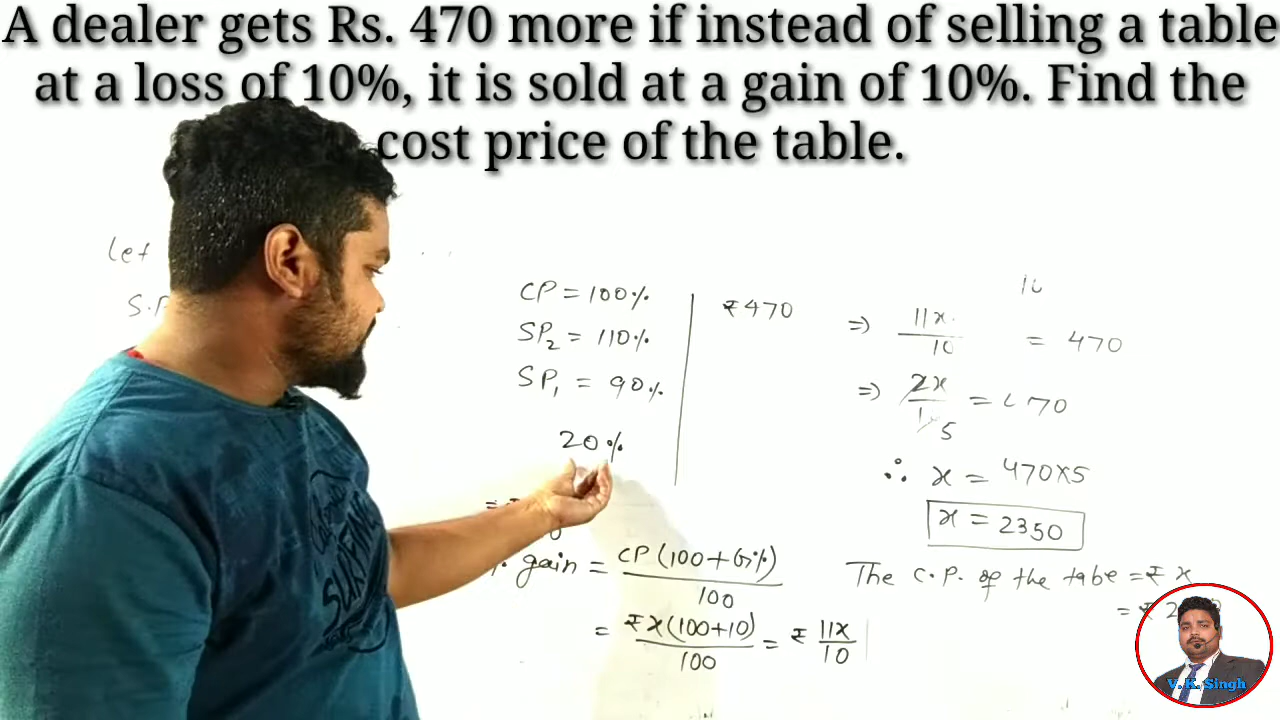 A dealer gets Rs. 470 more if instead of selling a table
at a loss of 10%, it is sold at a gain of 10%. Find the
cost price of the table.
Let
S.P
CP = 100%
SP₂ = 110%
SP₁ = 90%
20%
₹470
10
⇒ 11x/10 = 470
⇒ 2x/5 = 70
∴ x = 470×5
x = 2350
gain = CP (100+G%)/100
= ₹ x(100+10)/100 = ₹ 11x/10
The C.P. of the tabe = ₹ x
= ₹ 2
V. K. Singh